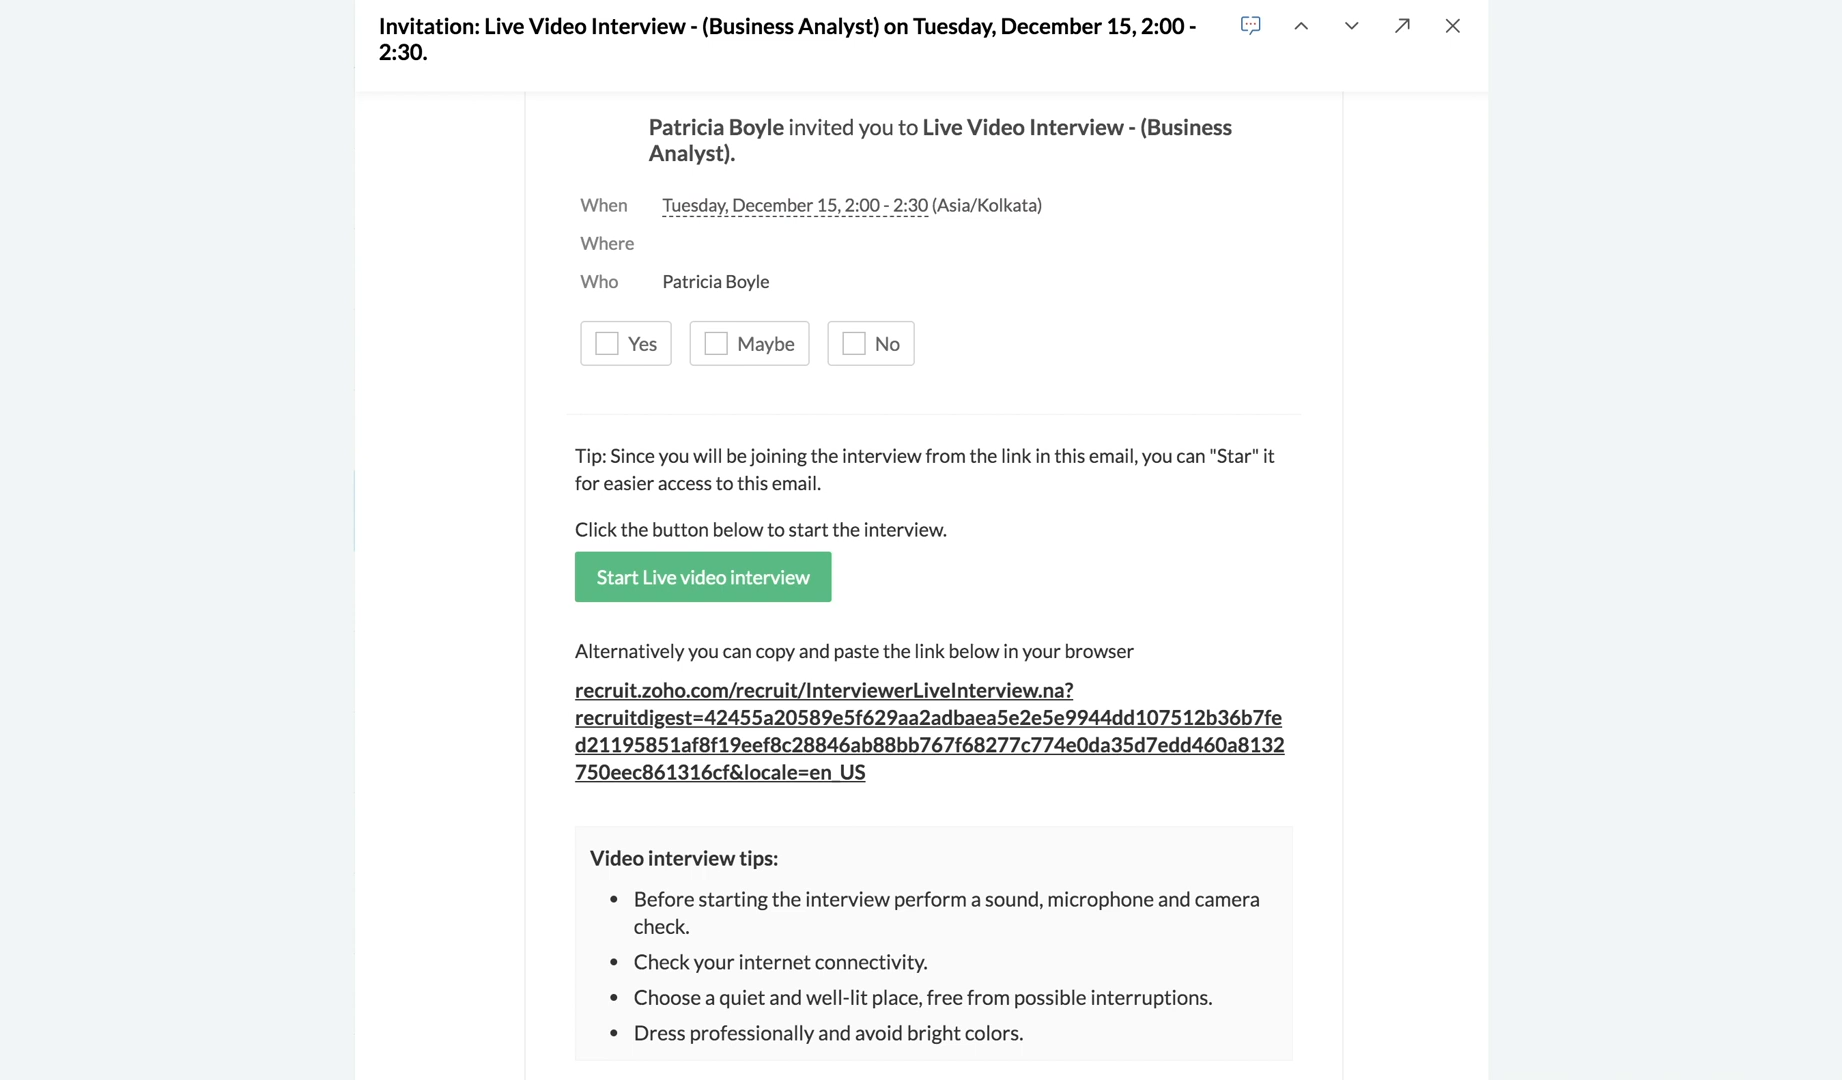 Invitation: Live Video Interview - (Business Analyst) on Tuesday, December 15, 2:00 -
2:30.
Patricia Boyle invited you to Live Video Interview - (Business
Analyst).
When Tuesday, December 15, 2:00 - 2:30 (Asia/Kolkata)
Where
Who Patricia Boyle
Yes Maybe No
Tip: Since you will be joining the interview from the link in this email, you can "Star" it
for easier access to this email.
Click the button below to start the interview.
Start Live video interview
Alternatively you can copy and paste the link below in your browser
recruit.zoho.com/recruit/InterviewerLiveInterview.na?
recruitdigest=42455a20589e5f629aa2adbaea5e2e5e9944dd107512b36b7fe
d21195851af8f19eef8c28846ab88bb767f68277c774e0da35d7edd460a8132
750eec861316cf&locale=en_US
Video interview tips:
• Before starting the interview perform a sound, microphone and camera
check.
• Check your internet connectivity.
• Choose a quiet and well-lit place, free from possible interruptions.
• Dress professionally and avoid bright colors.